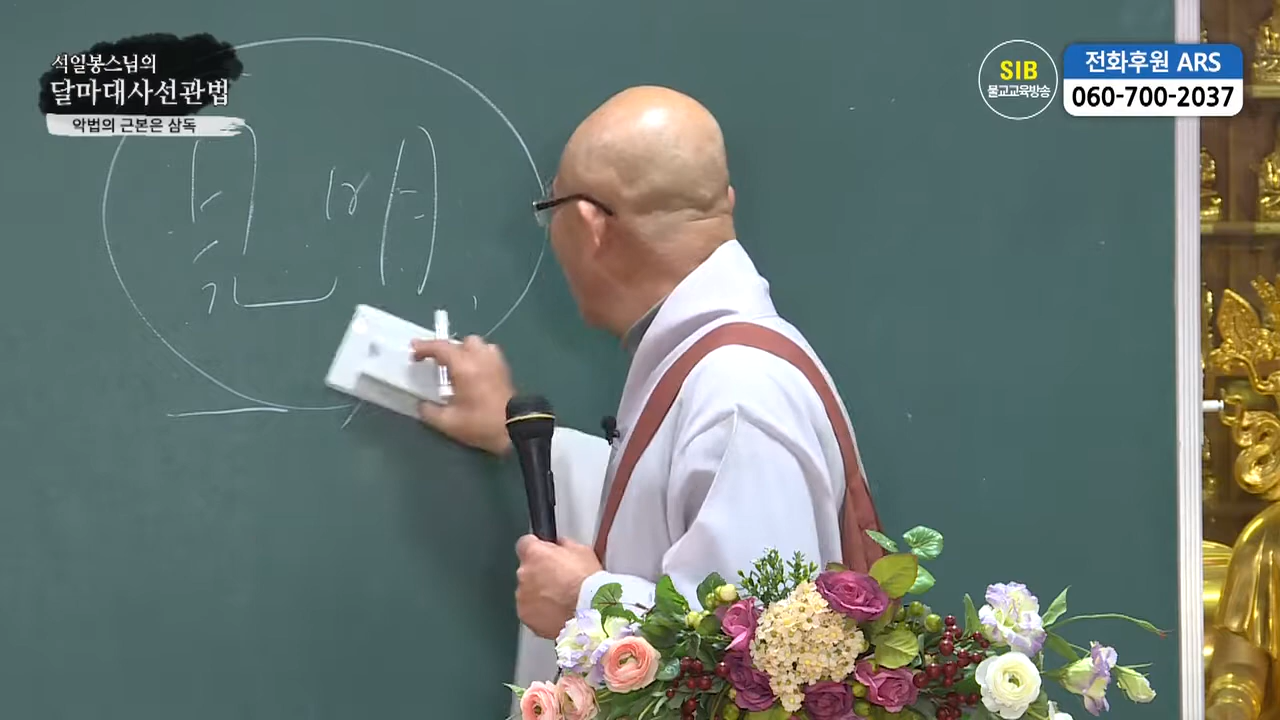 석일봉스님의
달마대사선관법
악법의 근본은 삼독
SIB
불교교육방송
전화후원 ARS
060-700-2037